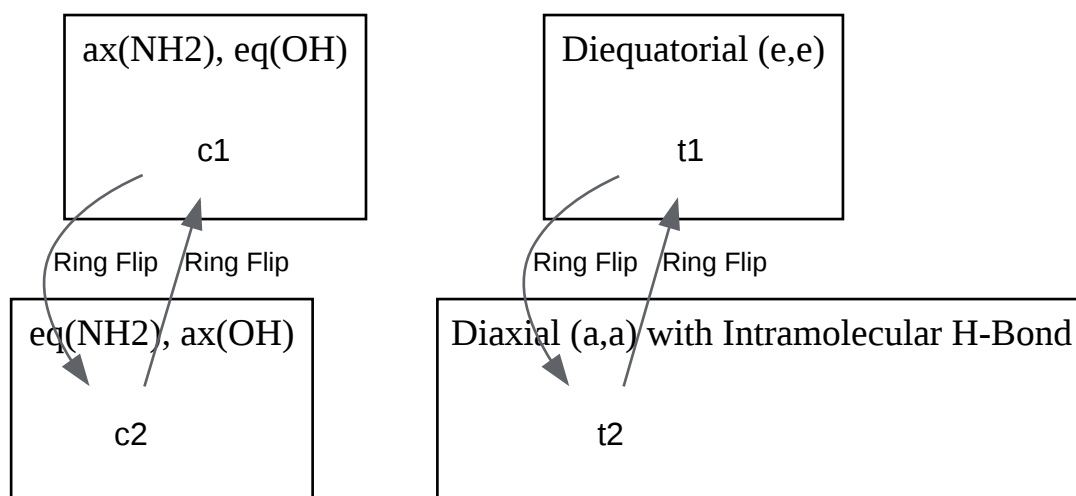 ax(NH2), eq(OH)
c1
Diequatorial (e,e)
t1
Ring Flip
Ring Flip
Ring Flip
Ring Flip
eq(NH2), ax(OH)
c2
Diaxial (a,a) with Intramolecular H-Bond
t2